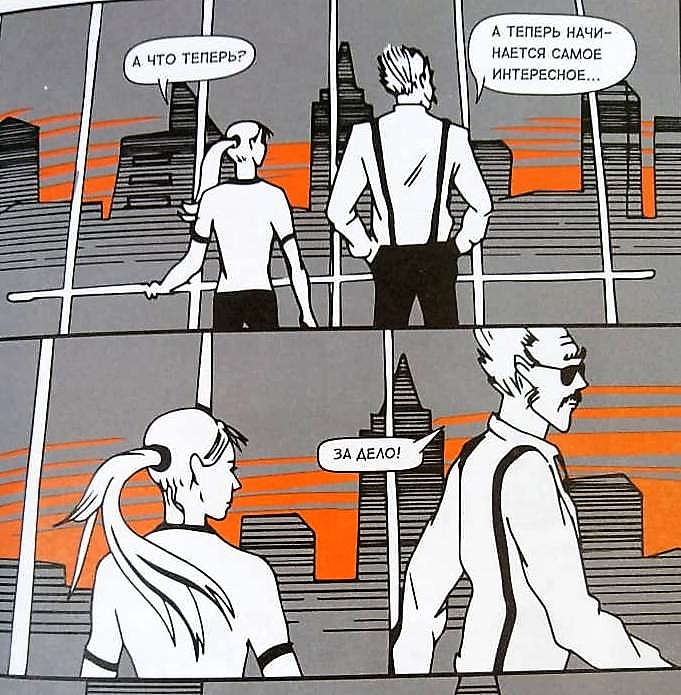 А ЧТО ТЕПЕРЬ?
А ТЕПЕРЬ НАЧИ-
НАЕТСЯ САМОЕ
ИНТЕРЕСНОЕ...
ЗА ДЕЛО!